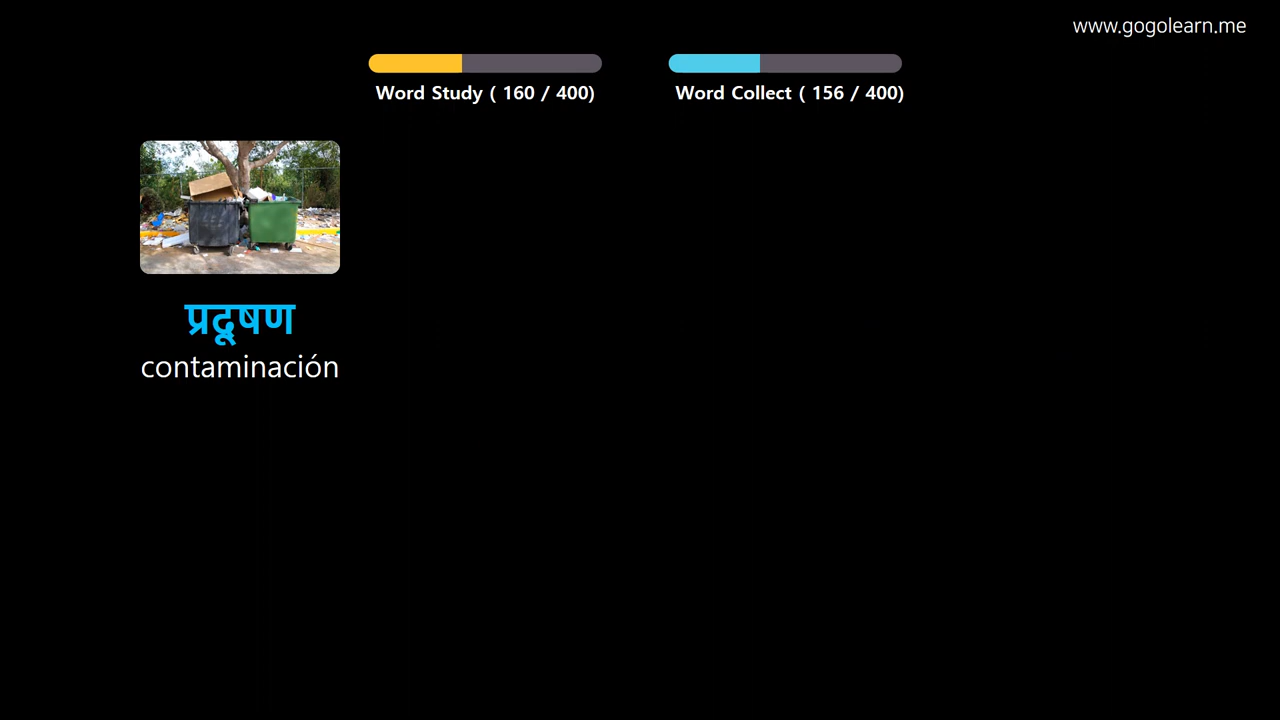 www.gogolearn.me
Word Study ( 160 / 400)
Word Collect ( 156 / 400)
प्रदूषण
contaminación